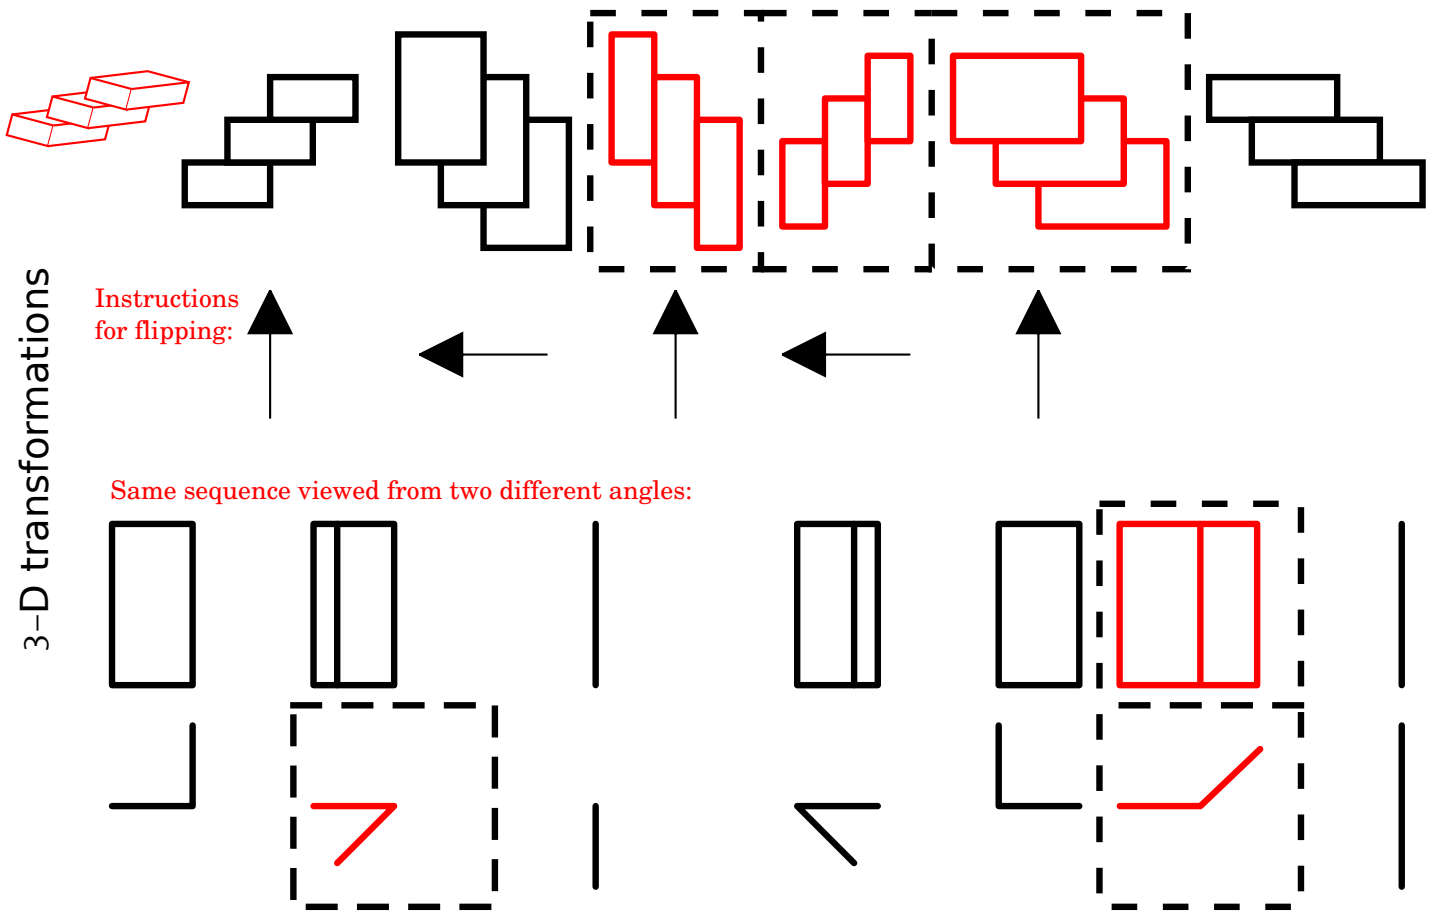 Instructions
for flipping:
3–D transformations
Same sequence viewed from two different angles: